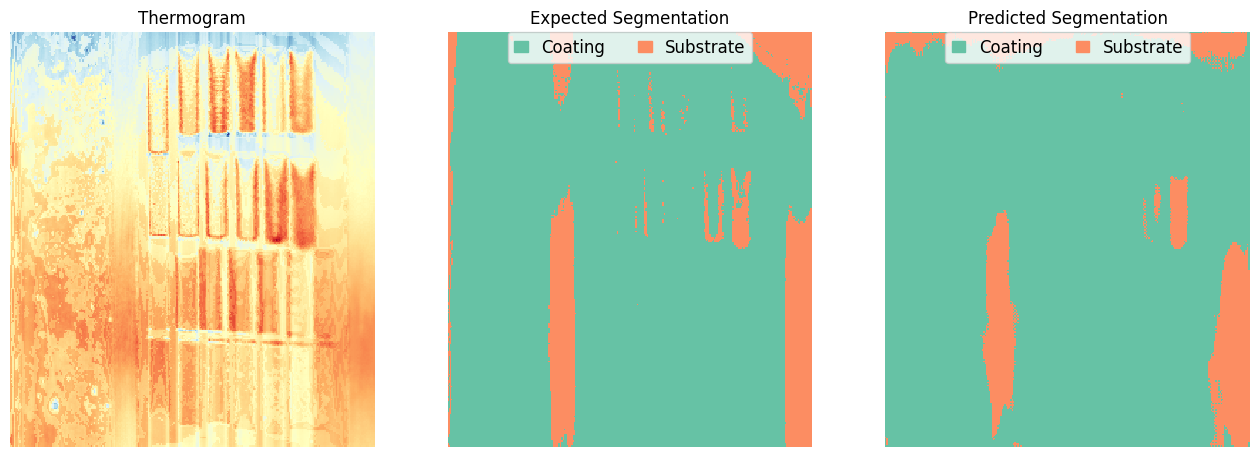 Thermogram
Expected Segmentation
Predicted Segmentation
Coating Substrate
Coating Substrate